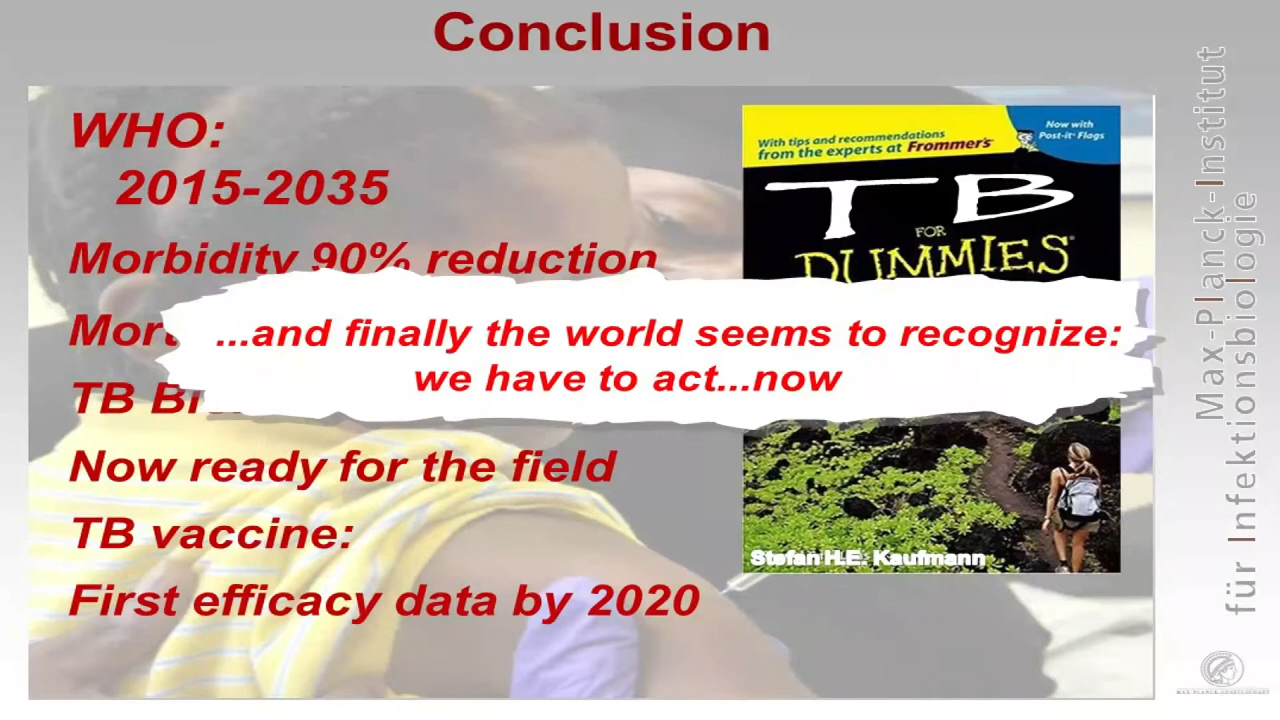 Conclusion
WHO:
2015-2035
Morbidity 90% reduction
TB
Now ready for the field
TB vaccine:
First efficacy data by 2020
...and finally the world seems to recognize:
we have to act...now
With tips and recommendations
from the experts at Frommer's
Now with
Post-it® Flags
TB
FOR
DUMMIES®
Stefan H.E. Kaufmann
Max-Planck-Institut
für Infektionsbiologie